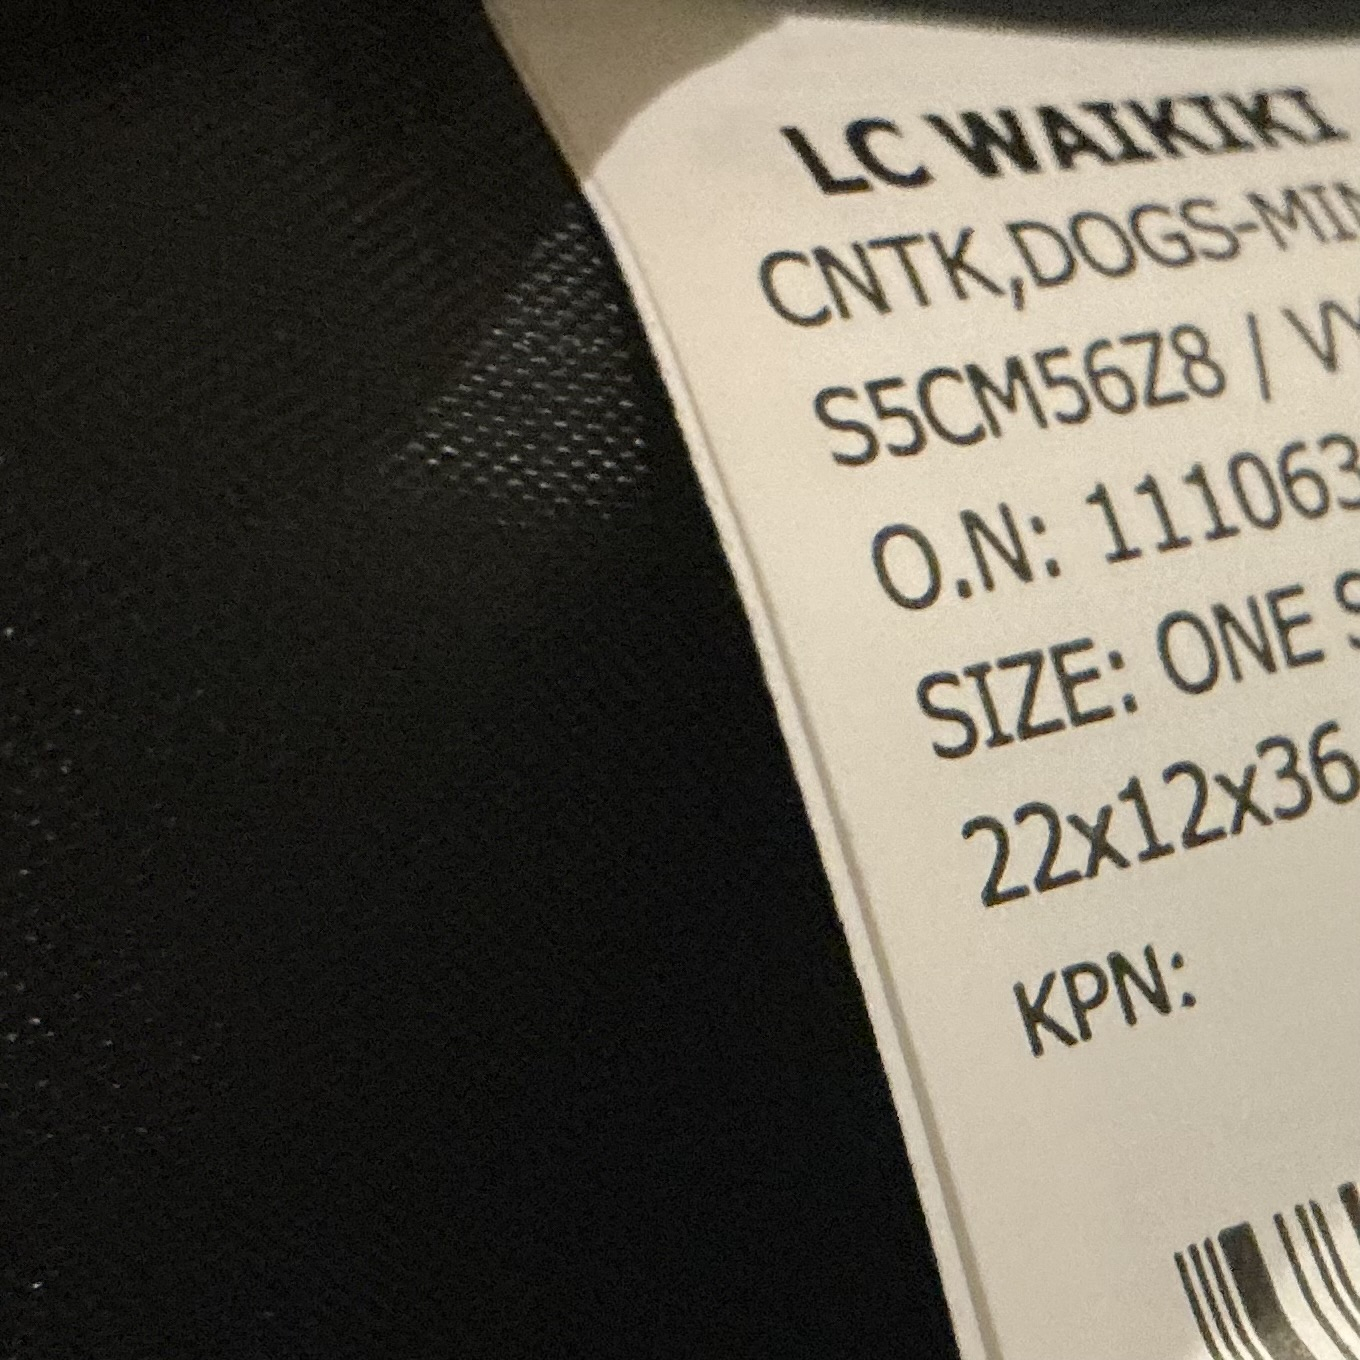 LC WAIKIKI
CNTK,DOGS-MIN
S5CM56Z8 /
O.N: 111063
SIZE: ONE S
22x12x36
KPN: